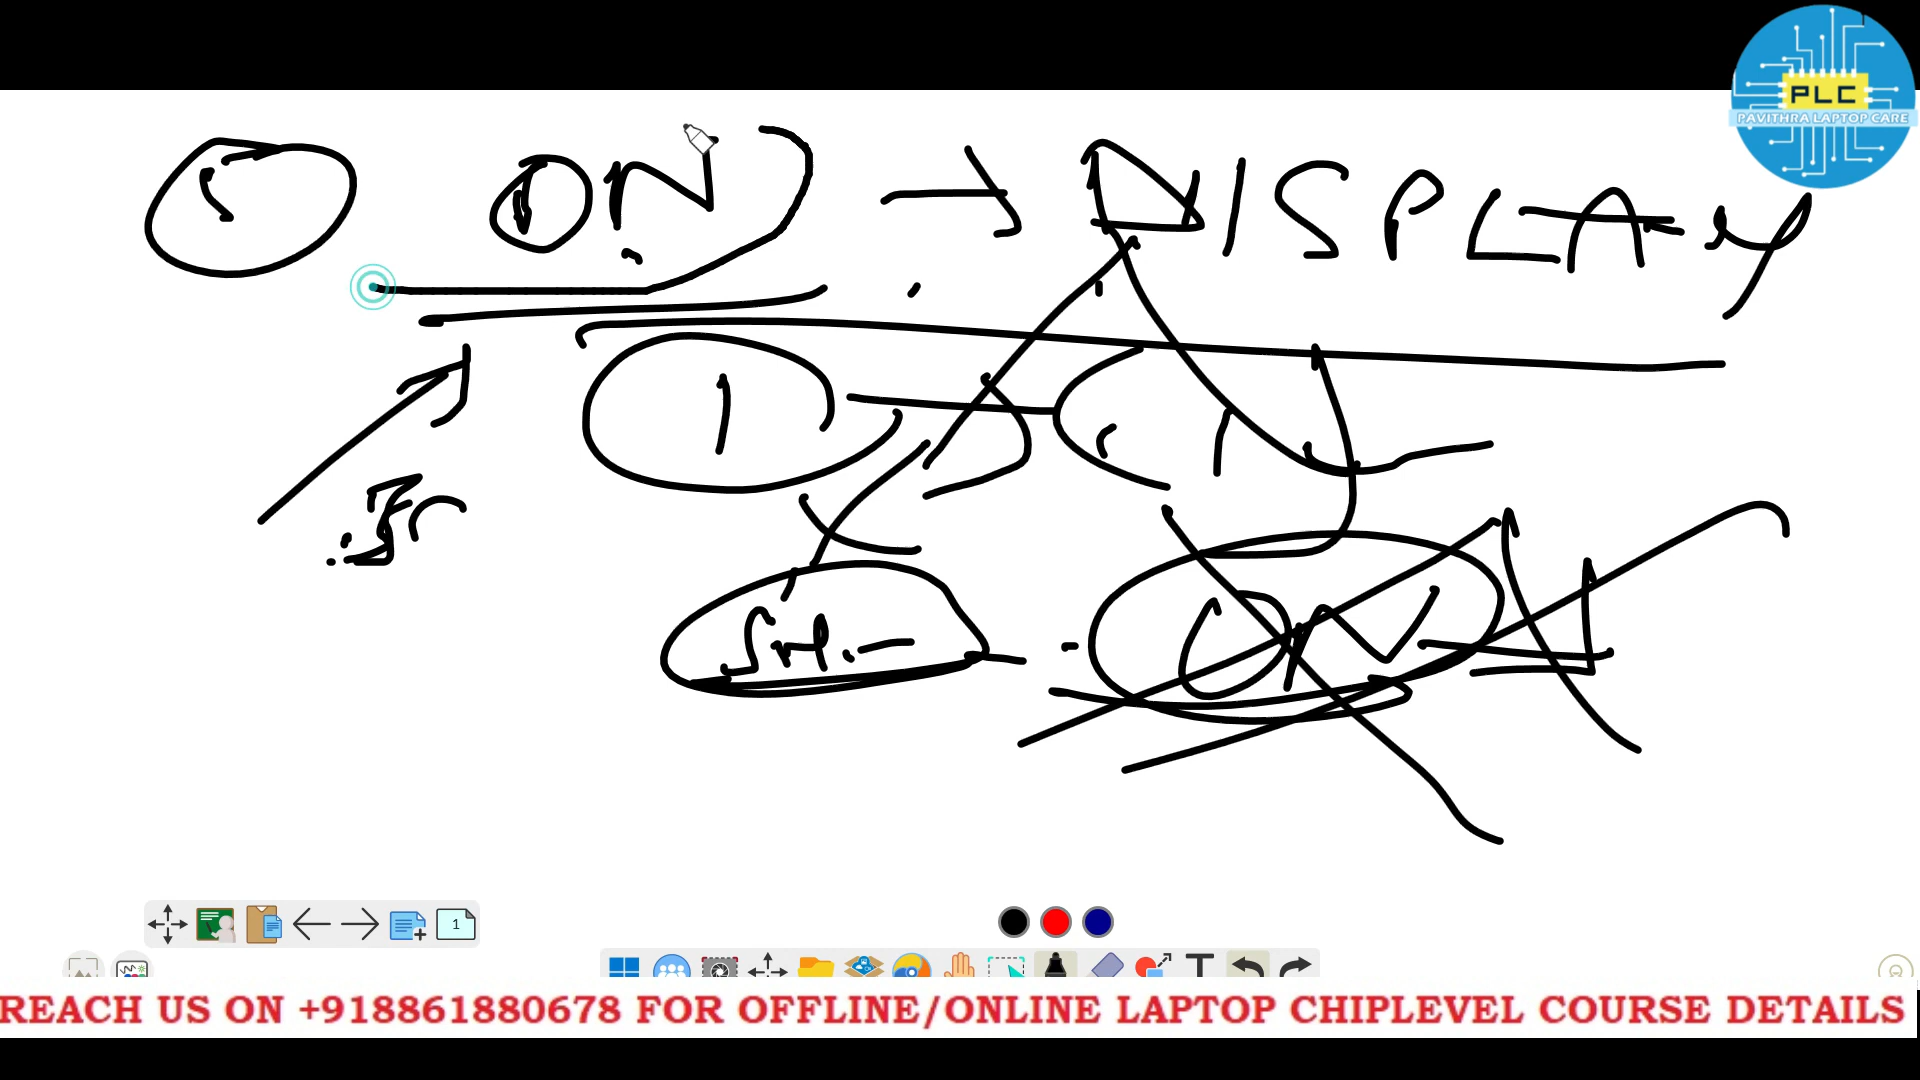 PLC
PAVITHRA LAPTOP CARE
5 ON → DISPLAY
1
ON
1
REACH US ON +918861880678 FOR OFFLINE/ONLINE LAPTOP CHIPLEVEL COURSE DETAILS